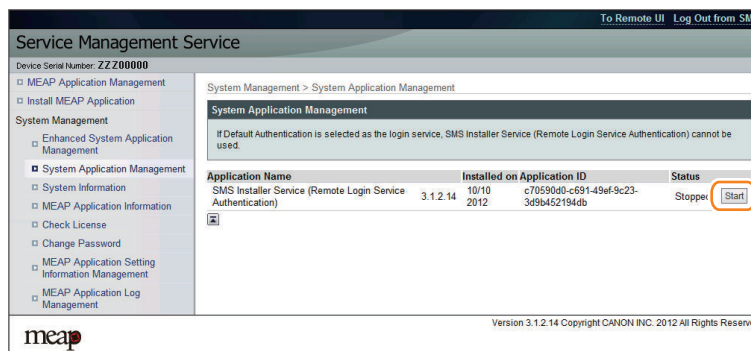 To Remote UI Log Out from SM
Service Management Service
Device Serial Number: ZZZ00000
MEAP Application Management
Install MEAP Application
System Management
Enhanced System Application
Management
System Application Management
System Information
MEAP Application Information
Check License
Change Password
MEAP Application Setting
Information Management
MEAP Application Log
Management
System Management > System Application Management
System Application Management
If Default Authentication is selected as the login service, SMS Installer Service (Remote Login Service Authentication) cannot be
used.
Application Name Installed on Application ID Status
SMS Installer Service (Remote Login Service
Authentication) 3.1.2.14 10/10
2012 c70590d0-c691-49ef-9c23-
3d9b452194db Stopped Start
Version 3.1.2.14 Copyright CANON INC. 2012 All Rights Reserve
meap